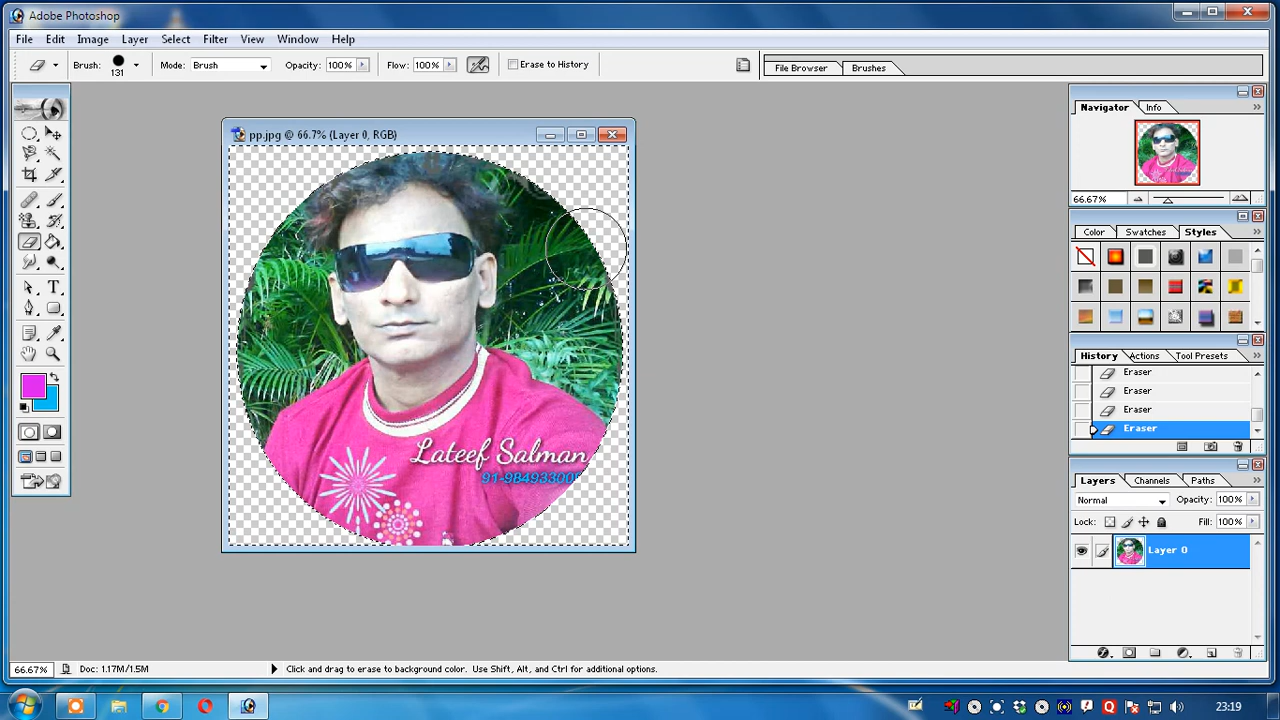 Adobe Photoshop
File Edit Image Layer Select Filter View Window Help
Brush: 131 Mode: Brush Opacity: 100% Flow: 100% Erase to History File Browser Brushes
pp.jpg @ 66.7% (Layer 0, RGB)
Lateef Salman
Navigator Info
66.67%
Color Swatches Styles
History Actions Tool Presets
Eraser
Eraser
Eraser
Eraser
Layers Channels Paths
Normal Opacity: 100%
Lock: Fill: 100%
Layer 0
66.67% Doc: 1.17M/1.5M Click and drag to erase to background color. Use Shift, Alt, and Ctrl for additional options.
23:19